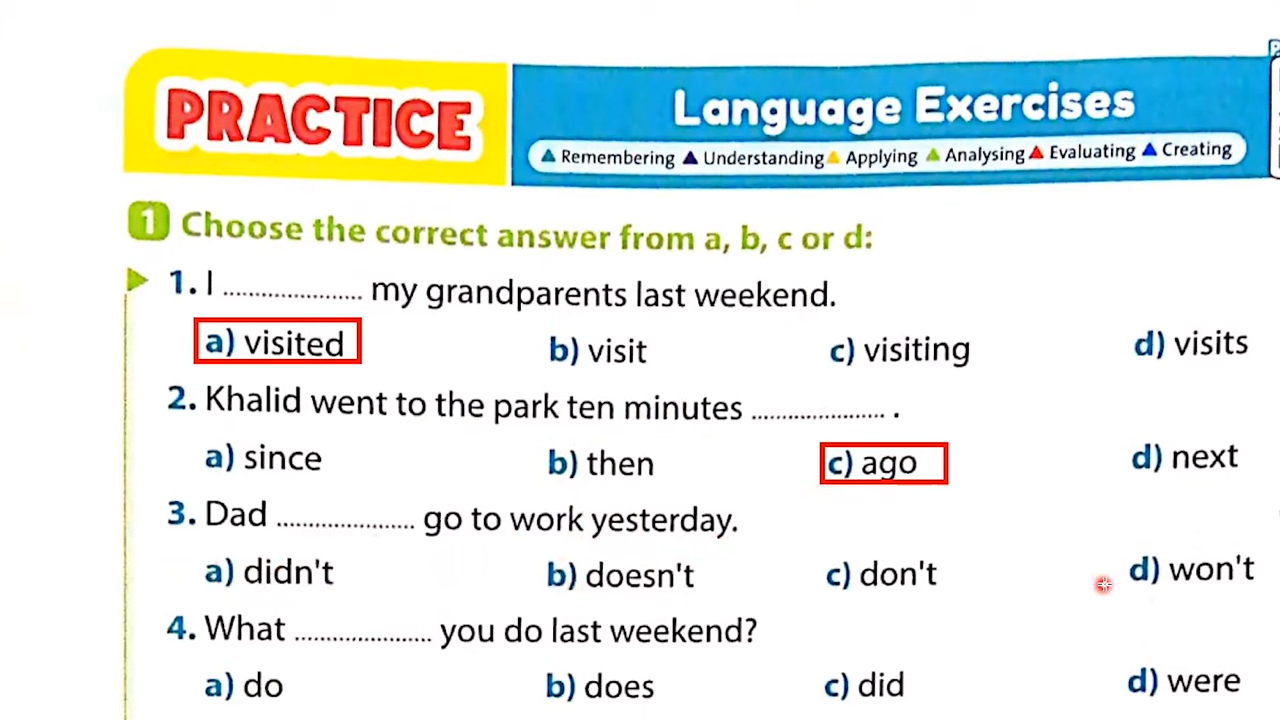 PRACTICE
Language Exercises
Remembering Understanding Applying Analysing Evaluating Creating
1 Choose the correct answer from a, b, c or d:
1. I ...................... my grandparents last weekend.
a) visited b) visit c) visiting d) visits
2. Khalid went to the park ten minutes ...................... .
a) since b) then c) ago d) next
3. Dad ...................... go to work yesterday.
a) didn't b) doesn't c) don't d) won't
4. What ...................... you do last weekend?
a) do b) does c) did d) were